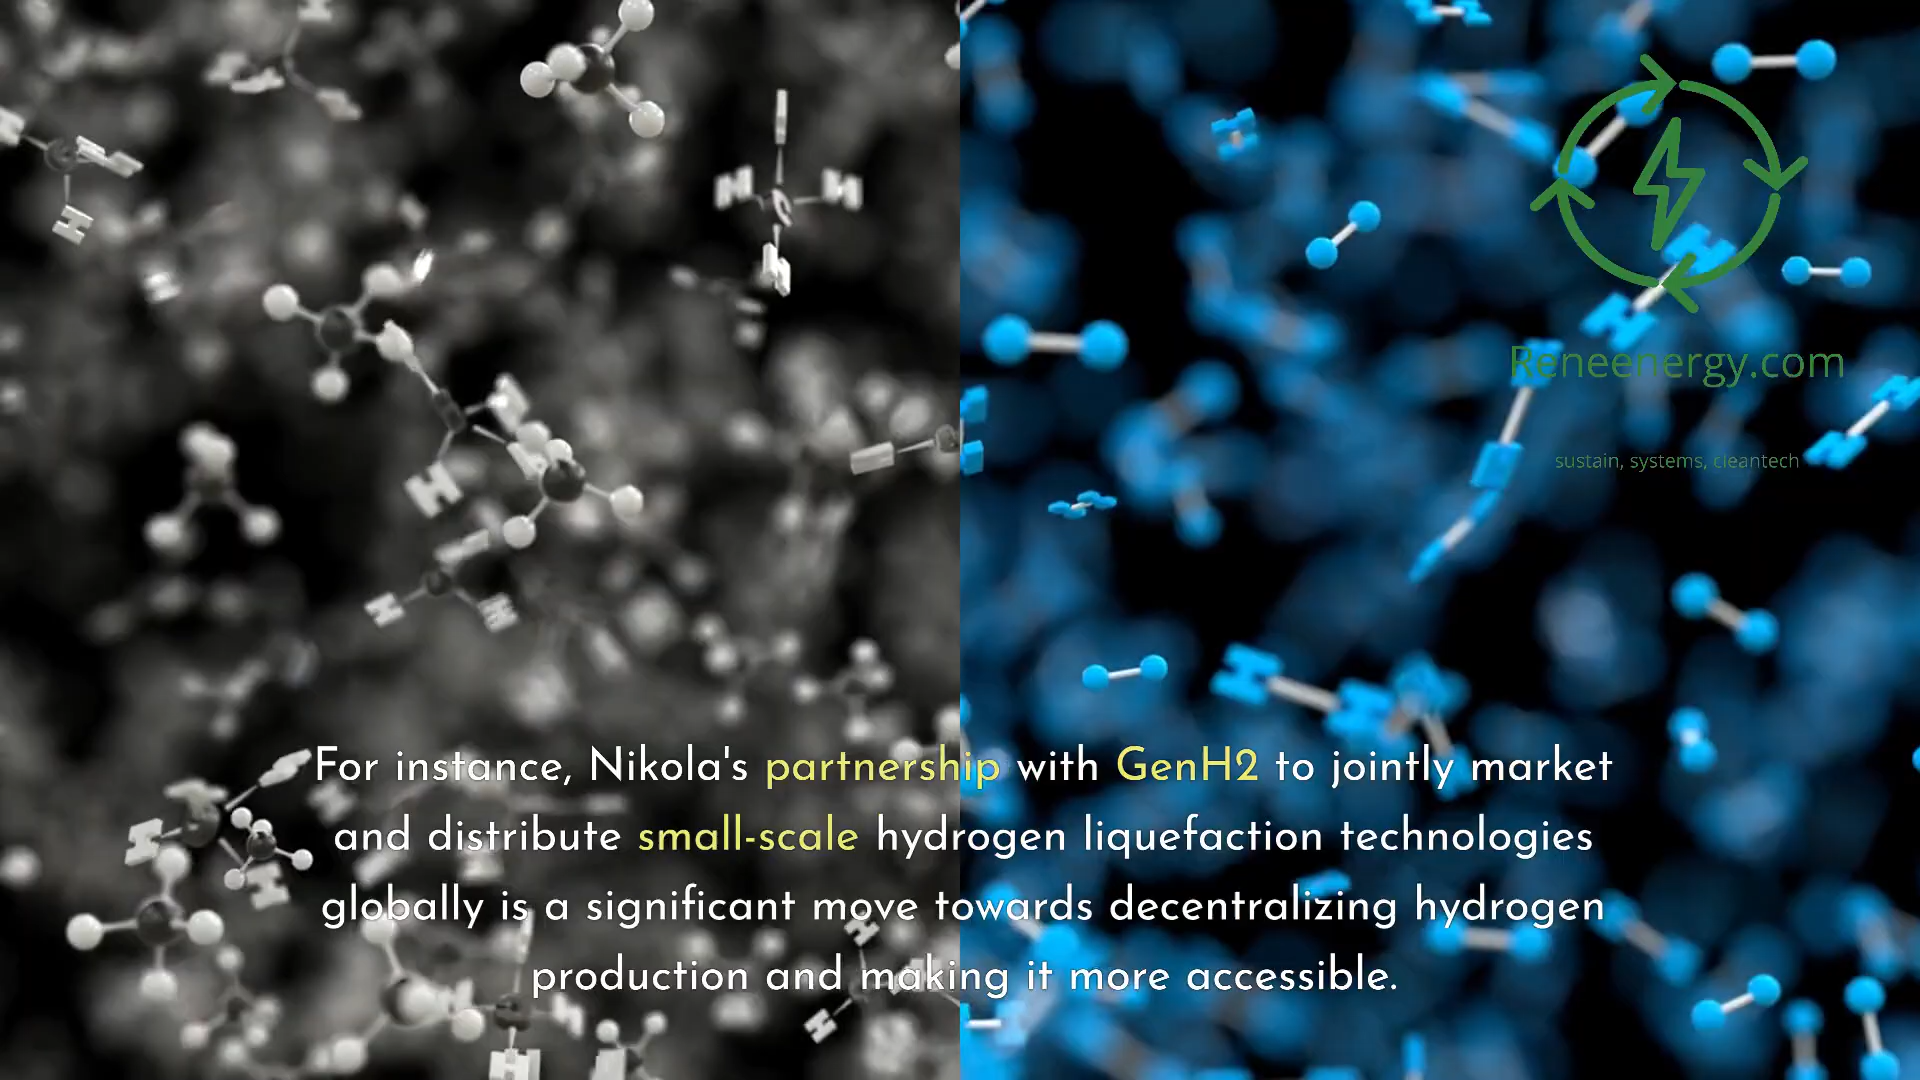 Reneenergy.com
sustain, systems, cleantech
For instance, Nikola's partnership with GenH2 to jointly market
and distribute small-scale hydrogen liquefaction technologies
globally is a significant move towards decentralizing hydrogen
production and making it more accessible.